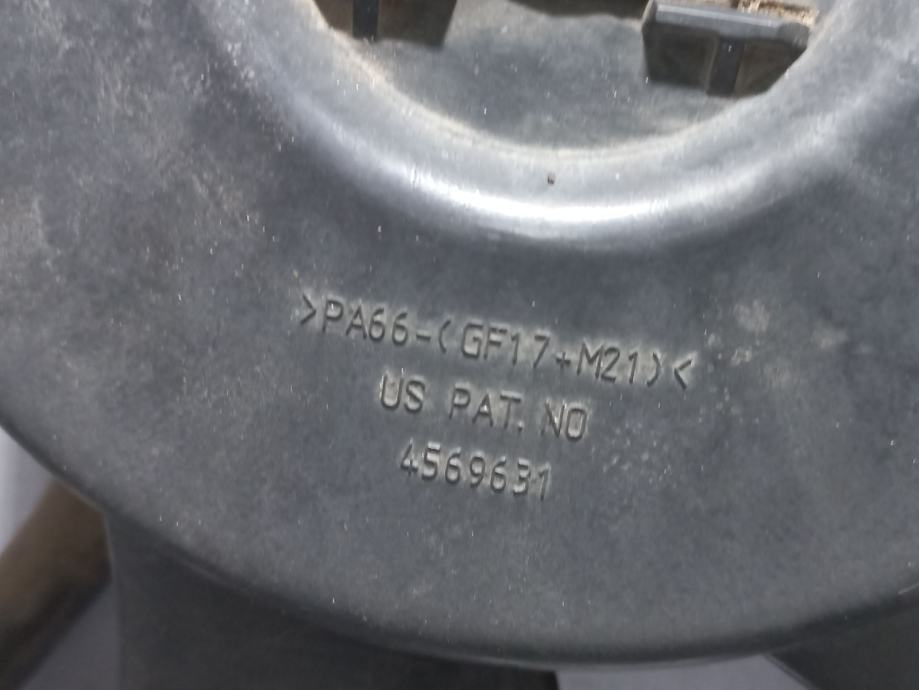 >PA66-(GF17+M21)<
US PAT. NO
4569631